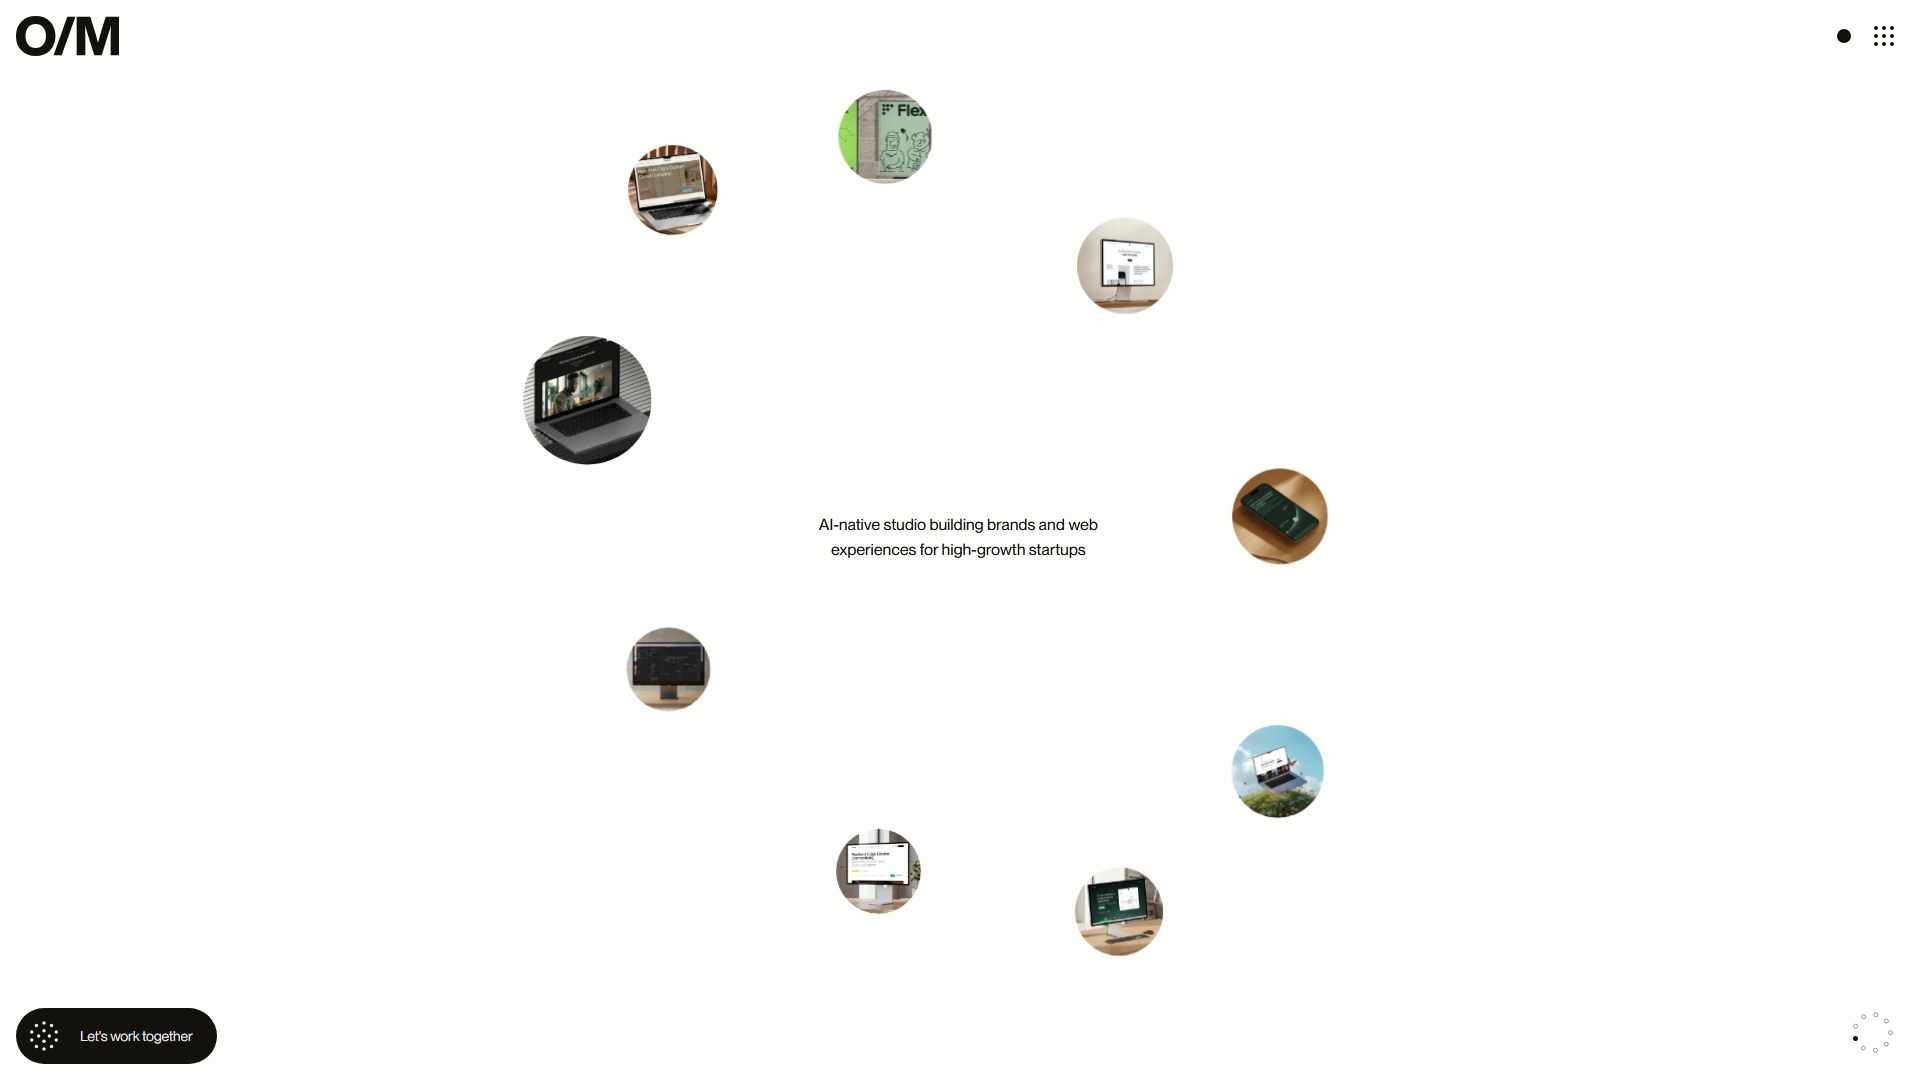 O/M
Flex
AI-native studio building brands and web
experiences for high-growth startups
Let's work together